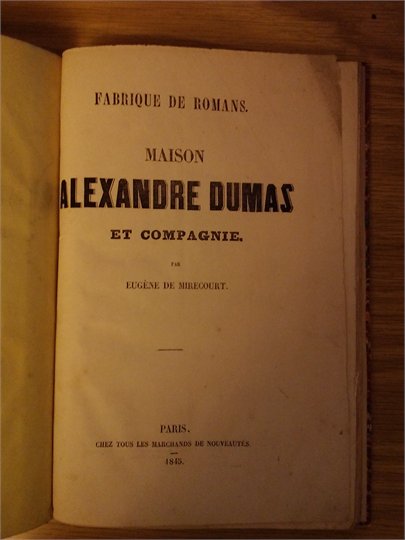 FABRIQUE DE ROMANS.
MAISON
ALEXANDRE DUMAS
ET COMPAGNIE,
PAR
EUGÈNE DE MIRECOURT.
PARIS,
CHEZ TOUS LES MARCHANDS DE NOUVEAUTÉS.
1845.